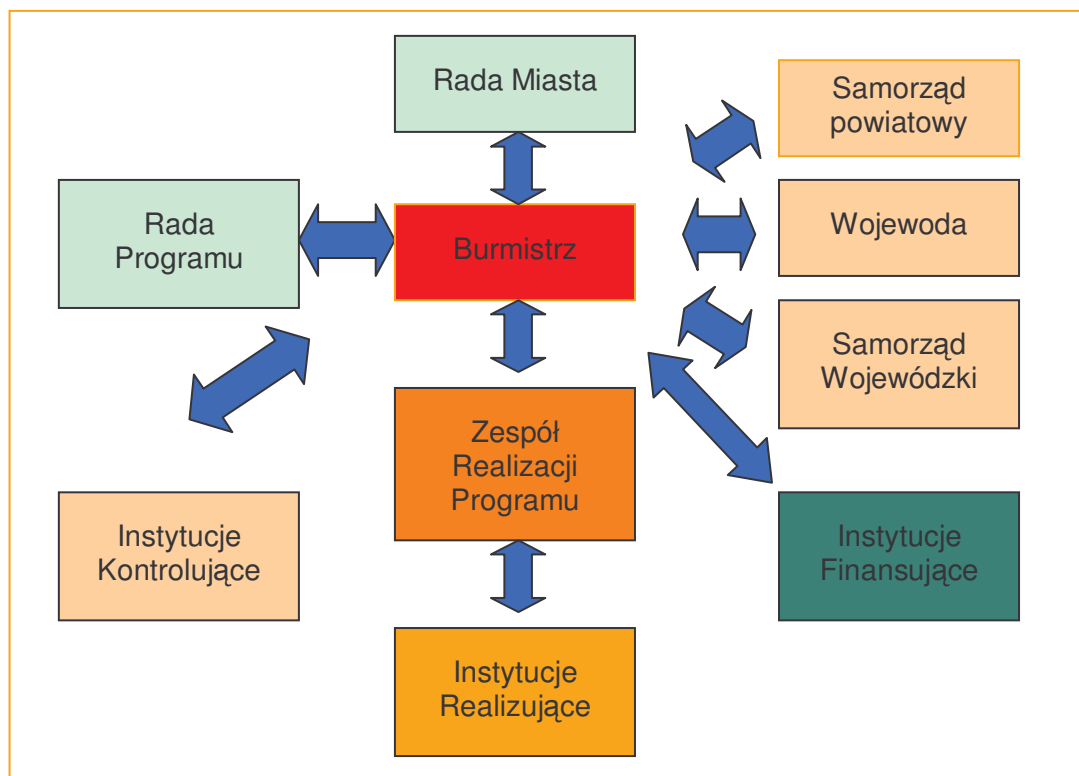 Rada Miasta
Samorząd
powiatowy
Rada
Programu
Burmistrz
Wojewoda
Samorząd
Wojewódzki
Zespół
Realizacji
Programu
Instytucje
Kontrolujące
Instytucje
Finansujące
Instytucje
Realizujące